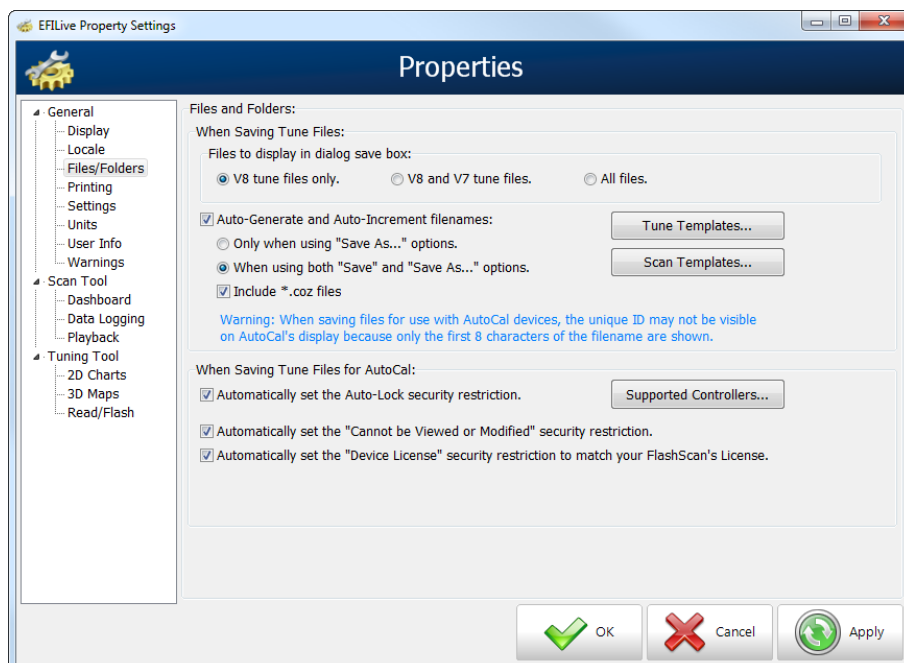 EFILive Property Settings
Properties
General
Display
Locale
Files/Folders
Printing
Settings
Units
User Info
Warnings
Scan Tool
Dashboard
Data Logging
Playback
Tuning Tool
2D Charts
3D Maps
Read/Flash
Files and Folders:
When Saving Tune Files:
Files to display in dialog save box:
V8 tune files only.
V8 and V7 tune files.
All files.
Auto-Generate and Auto-Increment filenames:
Tune Templates...
Only when using "Save As..." options.
When using both "Save" and "Save As..." options.
Scan Templates...
Include *.coz files
Warning: When saving files for use with AutoCal devices, the unique ID may not be visible
on AutoCal's display because only the first 8 characters of the filename are shown.
When Saving Tune Files for AutoCal:
Automatically set the Auto-Lock security restriction.
Supported Controllers...
Automatically set the "Cannot be Viewed or Modified" security restriction.
Automatically set the "Device License" security restriction to match your FlashScan's License.
OK
Cancel
Apply